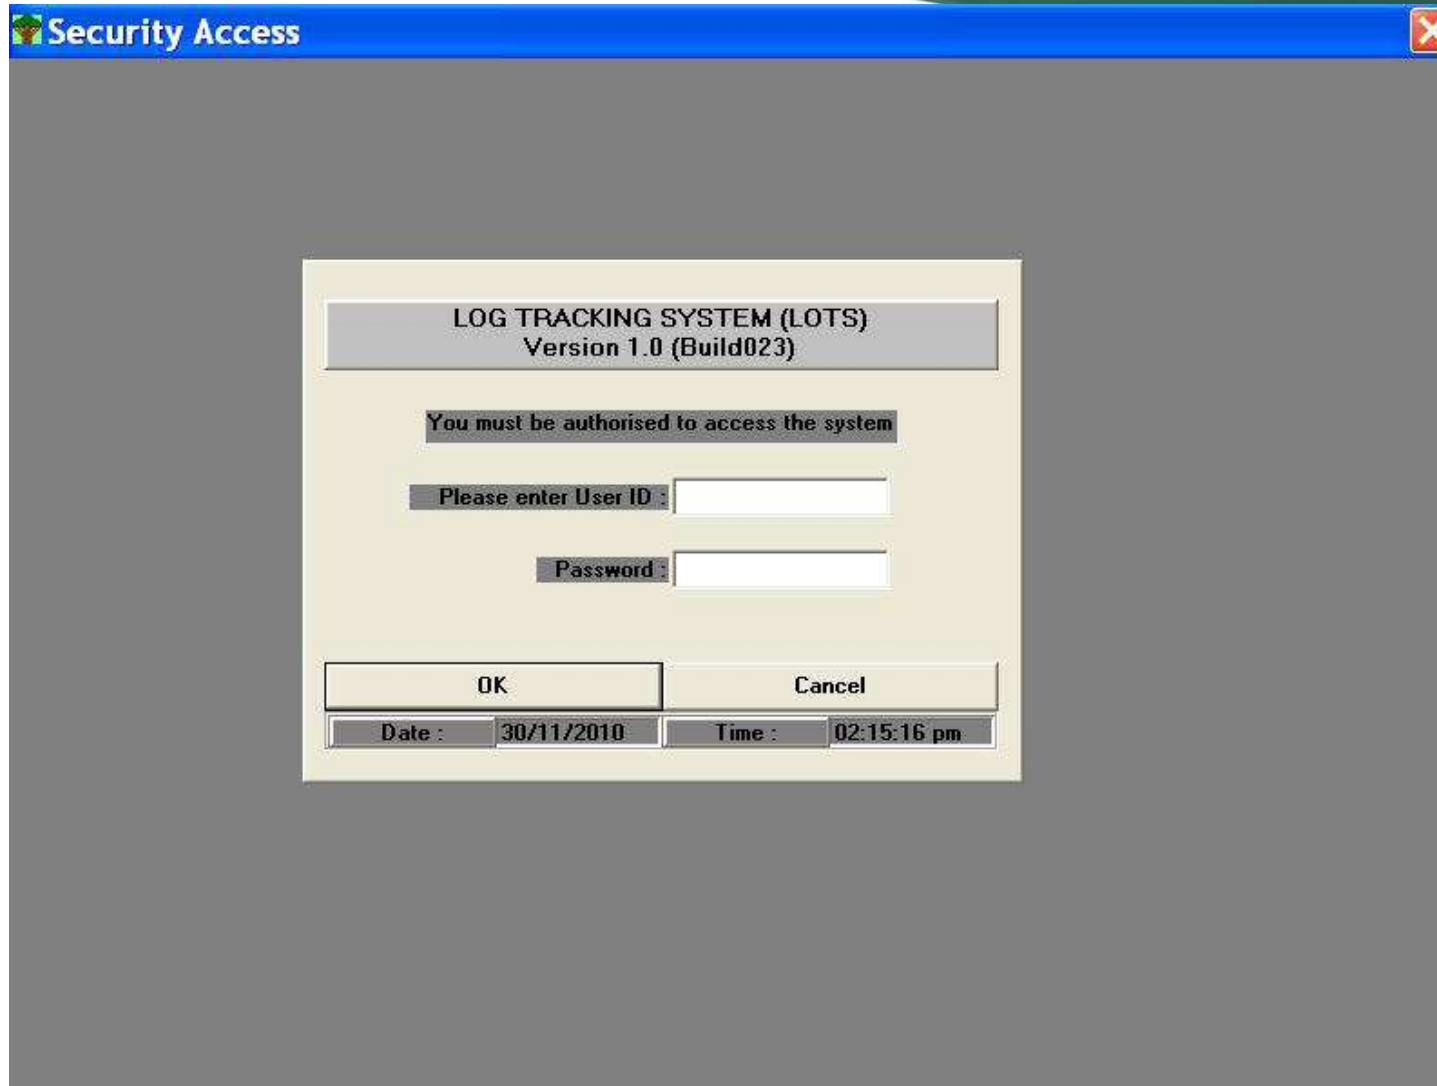 Security Access
LOG TRACKING SYSTEM (LOTS)
Version 1.0 (Build023)
You must be authorised to access the system
Please enter User ID :
Password :
OK Cancel
Date : 30/11/2010 Time : 02:15:16 pm